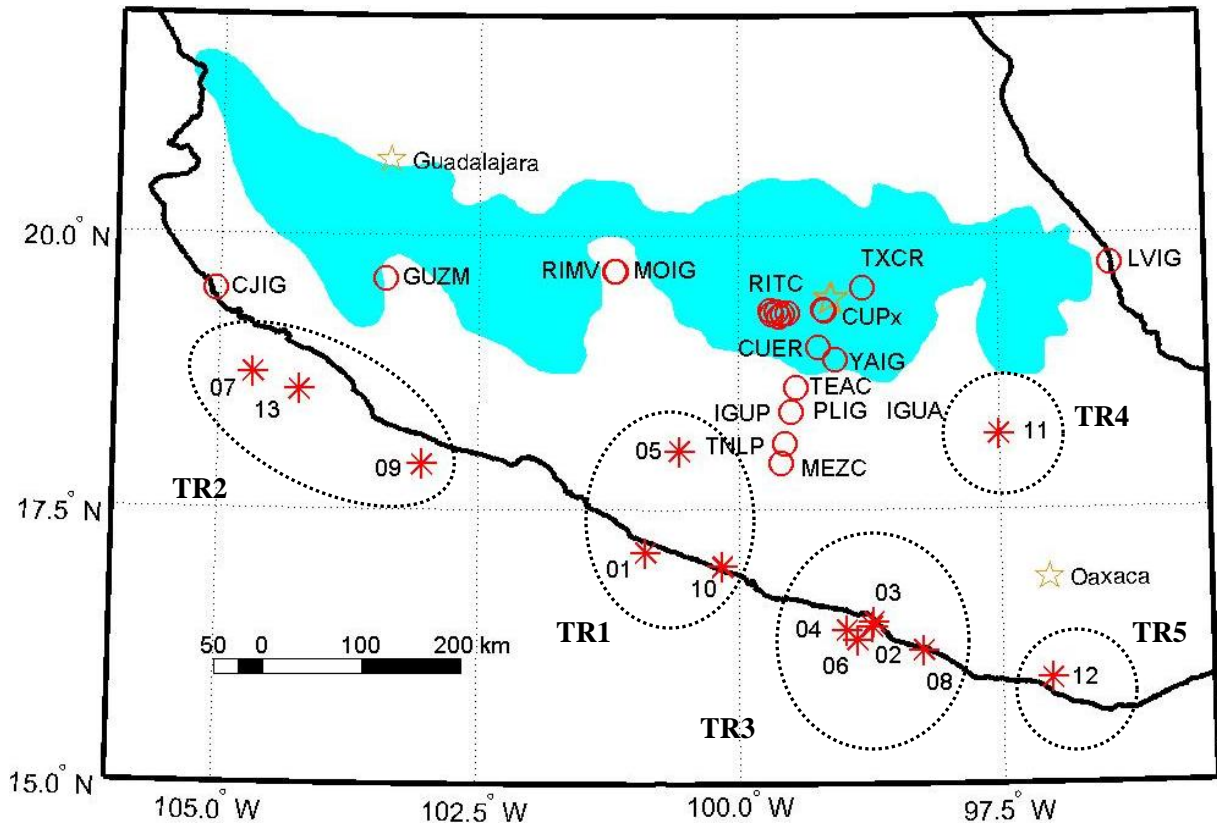 Guadalajara
20.0° N
CJIG
GUZM
RIMV
MOIG
RITC
TXCR
LVIG
CUPx
CUER
YAIG
TEAC
IGUP
PLIG
IGUA
TR4
07
13
05
TNLP
11
09
MEZC
TR2
17.5° N
01
10
03
Oaxaca
04
TR1
02
TR5
50 0 100 200 km
06
08
12
TR3
15.0° N
105.0° W
102.5° W
100.0° W
97.5° W